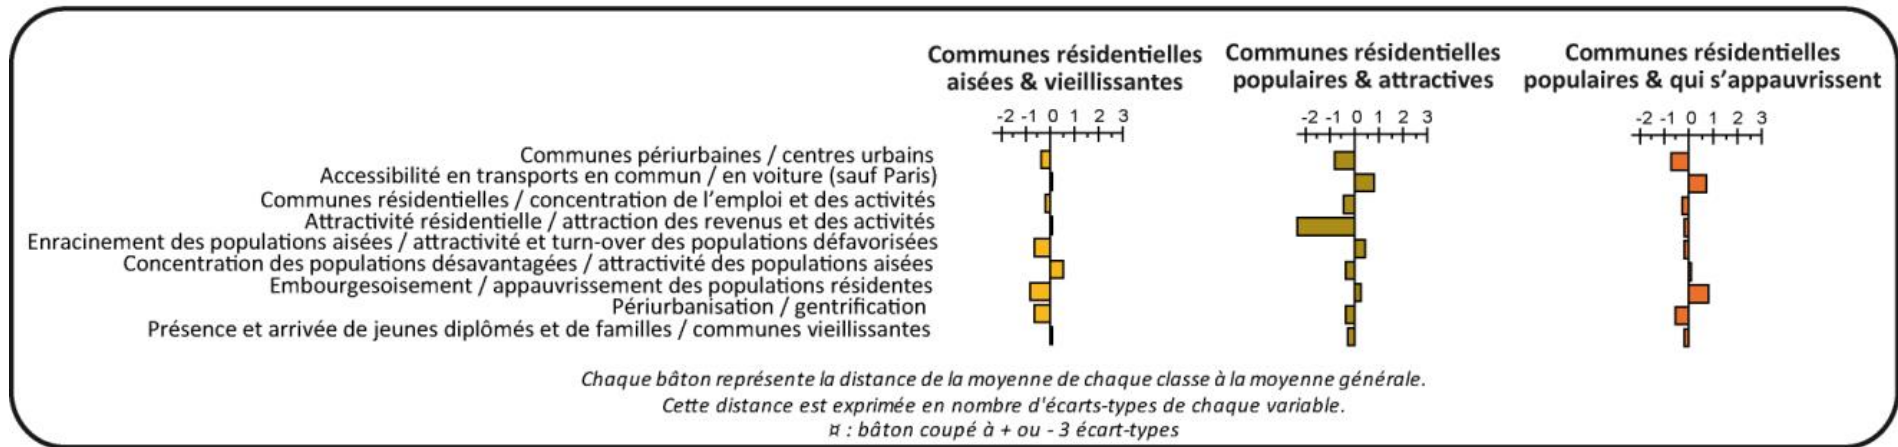 Communes résidentielles
aisées & vieillissantes
Communes résidentielles
populaires & attractives
Communes résidentielles
populaires & qui s'appauvrissent
-2 -1 0 1 2 3
-2 -1 0 1 2 3
-2 -1 0 1 2 3
Communes périurbaines / centres urbains
Accessibilité en transports en commun / en voiture (sauf Paris)
Communes résidentielles / concentration de l'emploi et des activités
Attractivité résidentielle / attraction des revenus et des activités
Enracinement des populations aisées / attractivité et turn-over des populations défavorisées
Concentration des populations désavantagées / attractivité des populations aisées
Embourgesoisement / appauvrissement des populations résidentes
Périurbanisation / gentrification
Présence et arrivée de jeunes diplômés et de familles / communes vieillissantes
Chaque bâton représente la distance de la moyenne de chaque classe à la moyenne générale.
Cette distance est exprimée en nombre d'écarts-types de chaque variable.
¤ : bâton coupé à + ou - 3 écart-types